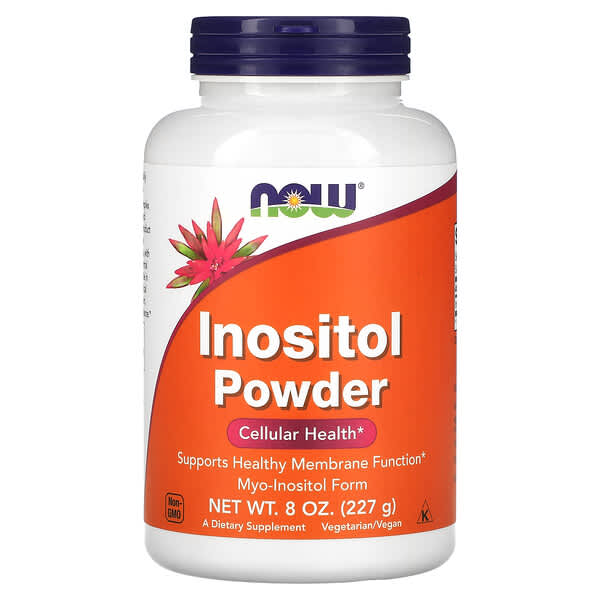 NOW®
Inositol
Powder
Cellular Health*
Supports Healthy Membrane Function*
Myo-Inositol Form
NET WT. 8 OZ. (227 g)
Non-
GMO
A Dietary Supplement Vegetarian/Vegan
K